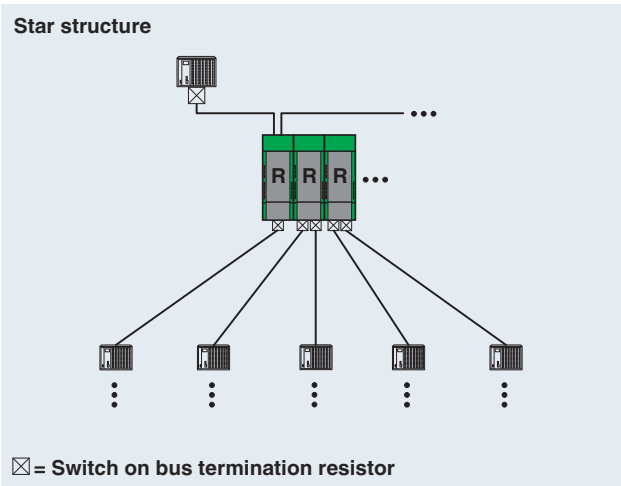 Star structure
R R R
= Switch on bus termination resistor